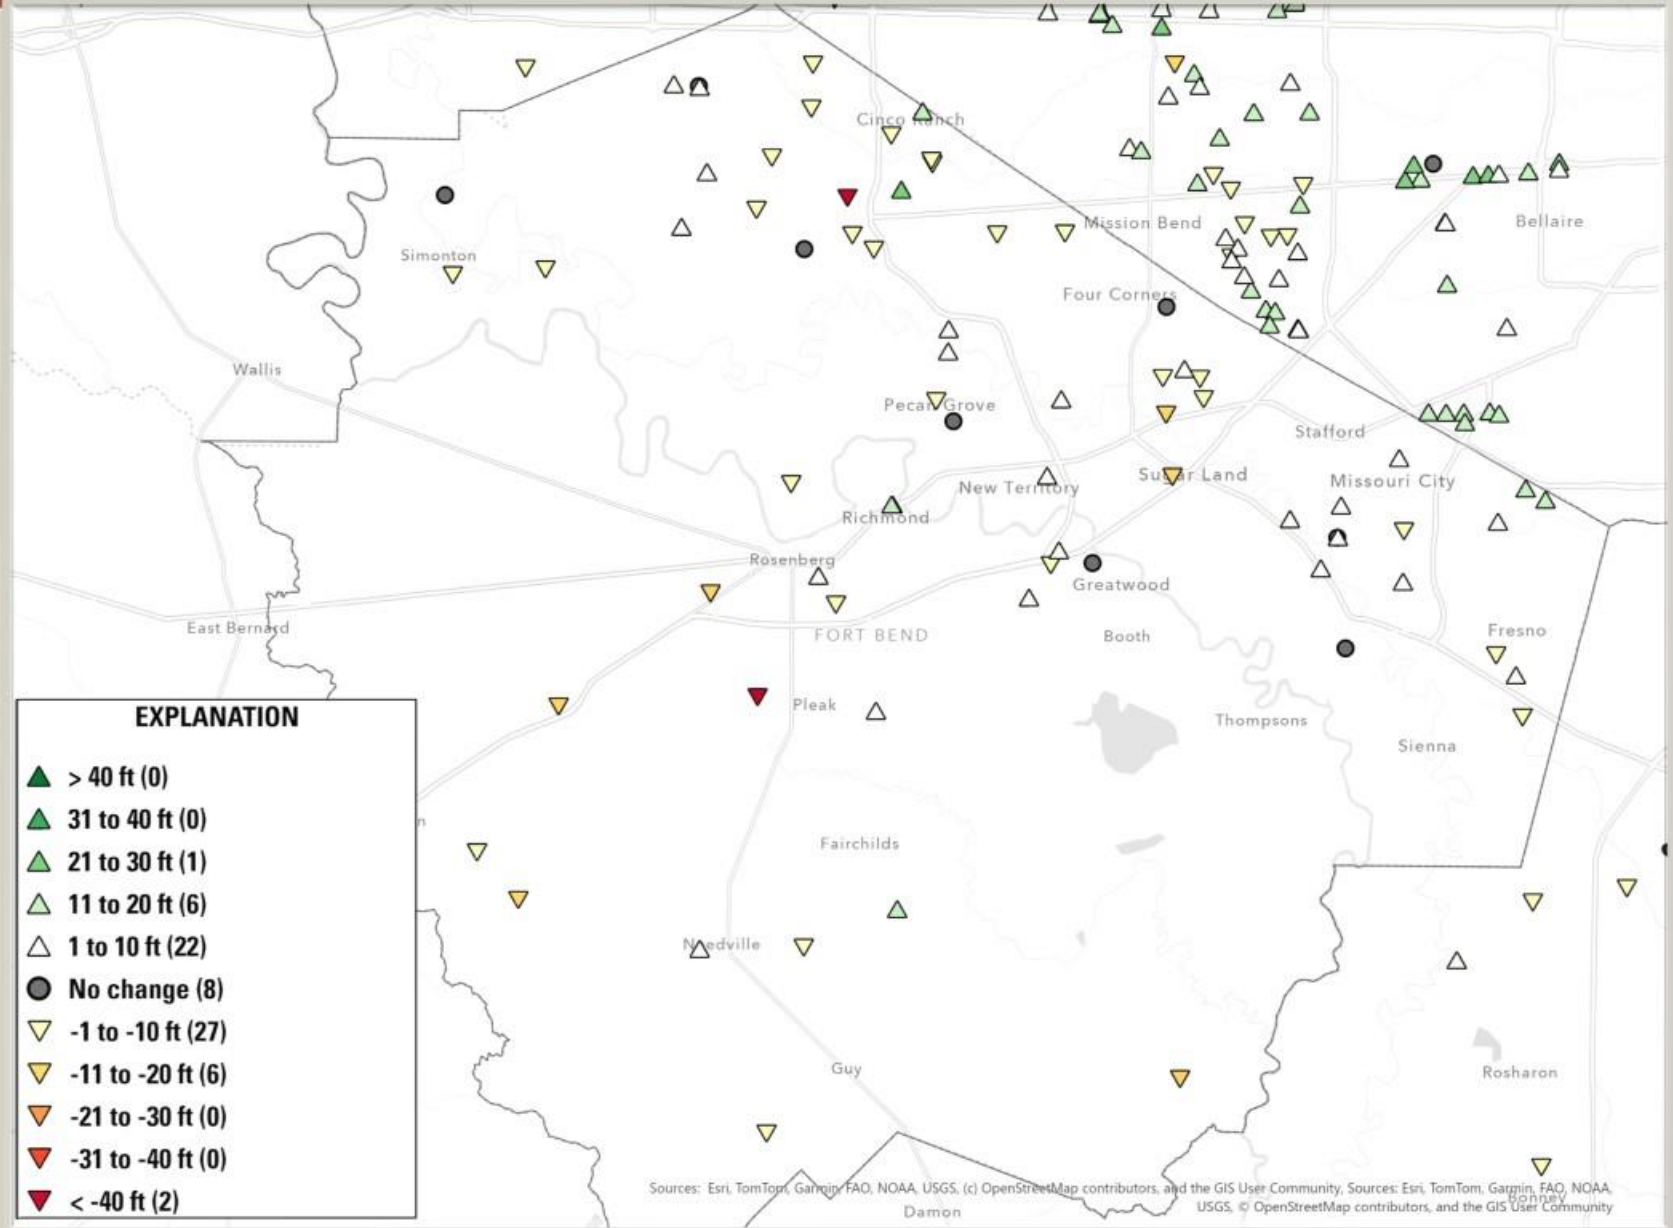 Cinco Ranch
Mission Bend
Bellaire
Simonton
Four Corners
Wallis
Pecan Grove
Stafford
Sugar Land
Missouri City
New Territory
Richmond
Rosenberg
Greatwood
East Bernard
FORT BEND
Booth
Fresno
Pleak
Thompsons
Sienna
EXPLANATION
> 40 ft (0)
31 to 40 ft (0)
21 to 30 ft (1)
11 to 20 ft (6)
1 to 10 ft (22)
No change (8)
-1 to -10 ft (27)
-11 to -20 ft (6)
-21 to -30 ft (0)
-31 to -40 ft (0)
< -40 ft (2)
n
Fairchilds
Needville
Guy
Rosharon
Sources: Esri, TomTom, Garmin, FAO, NOAA, USGS, (c) OpenStreetMap contributors, and the GIS User Community, Sources: Esri, TomTom, Garmin, FAO, NOAA,
USGS, © OpenStreetMap contributors, and the GIS User Community
Bonney
Damon